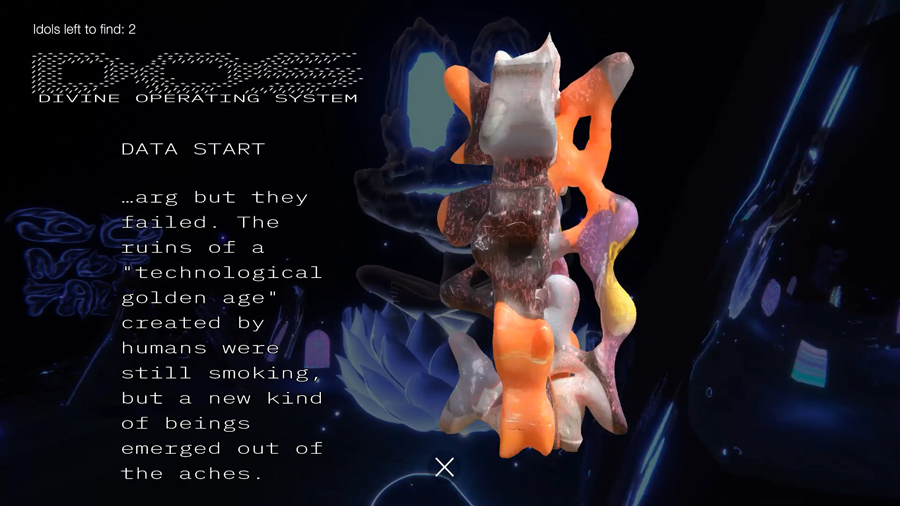 Idols left to find: 2
DOS
DIVINE OPERATING SYSTEM
DATA START
…arg but they
failed. The
ruins of a
"technological
golden age"
created by
humans were
still smoking,
but a new kind
of beings
emerged out of
the aches.